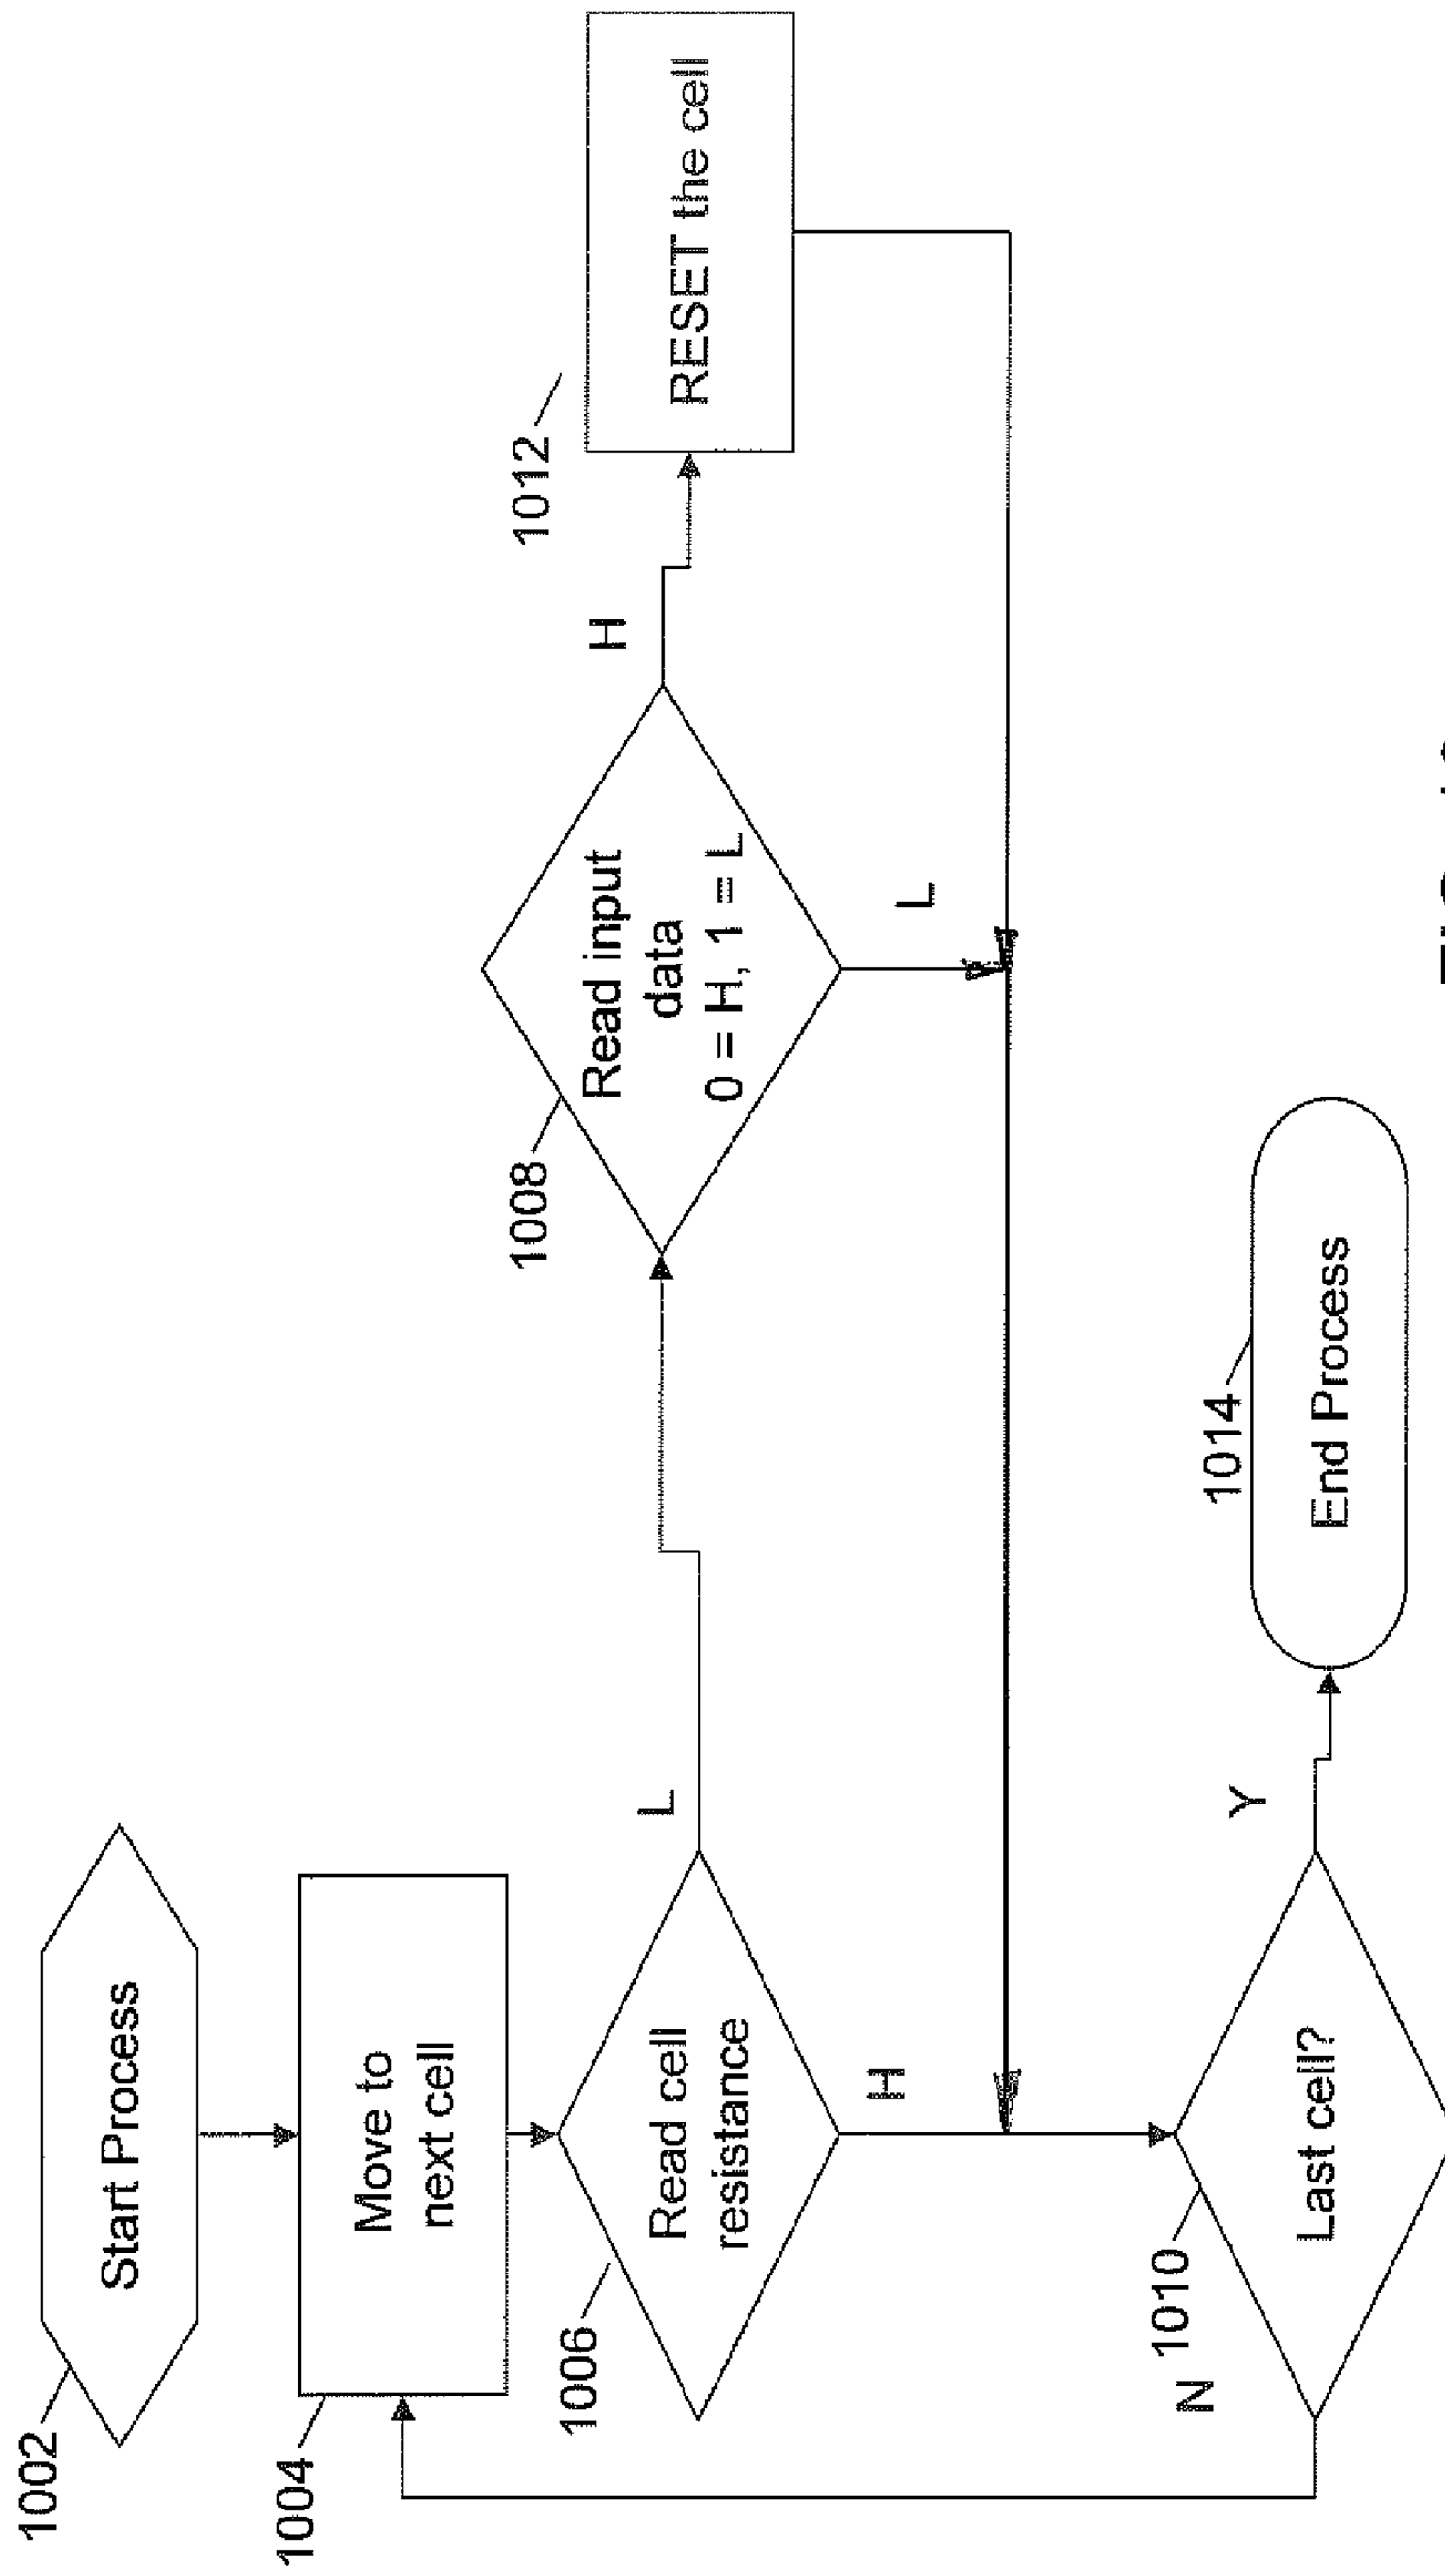 1002
Start Process
1004
Move to
next cell
1006
Read cell
resistance
L
H
1008
Read input
data
0 = H, 1 = L
H
L
1012
RESET the cell
1010
Last cell?
N
Y
1014
End Process